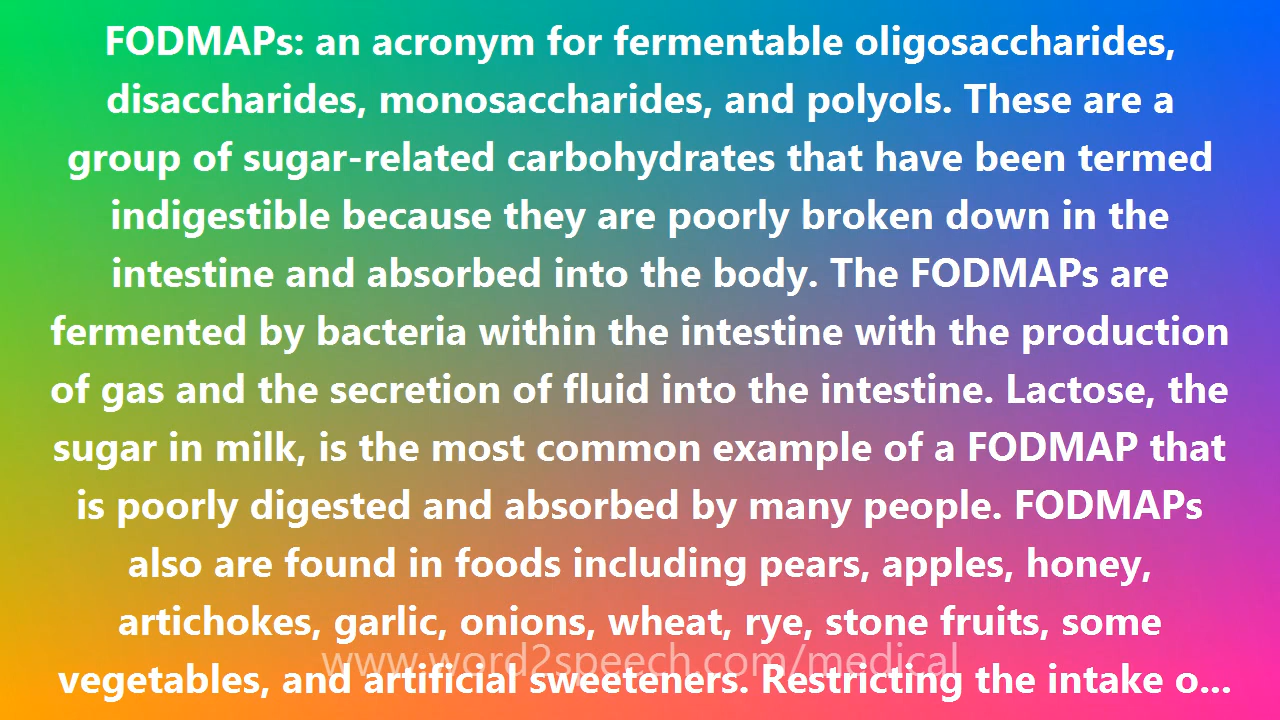 FODMAPs: an acronym for fermentable oligosaccharides,
disaccharides, monosaccharides, and polyols. These are a
group of sugar-related carbohydrates that have been termed
indigestible because they are poorly broken down in the
intestine and absorbed into the body. The FODMAPs are
fermented by bacteria within the intestine with the production
of gas and the secretion of fluid into the intestine. Lactose, the
sugar in milk, is the most common example of a FODMAP that
is poorly digested and absorbed by many people. FODMAPs
also are found in foods including pears, apples, honey,
artichokes, garlic, onions, wheat, rye, stone fruits, some
www.word2speech.com/medical
vegetables, and artificial sweeteners. Restricting the intake o...